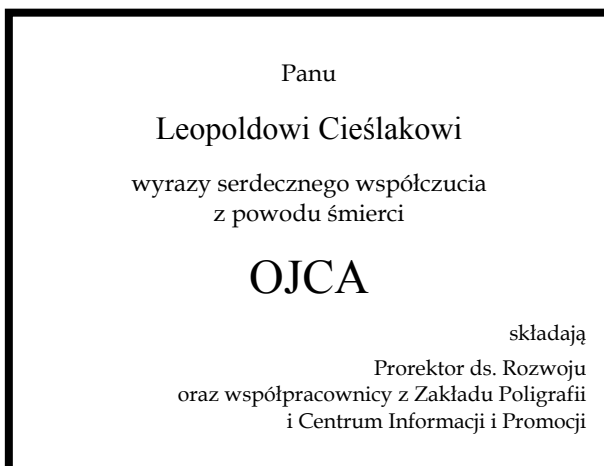 Panu
Leopoldowi Cieślakowi
wyrazy serdecznego współczucia
z powodu śmierci
OJCA
składają
Prorektor ds. Rozwoju
oraz współpracownicy z Zakładu Poligrafii
i Centrum Informacji i Promocji